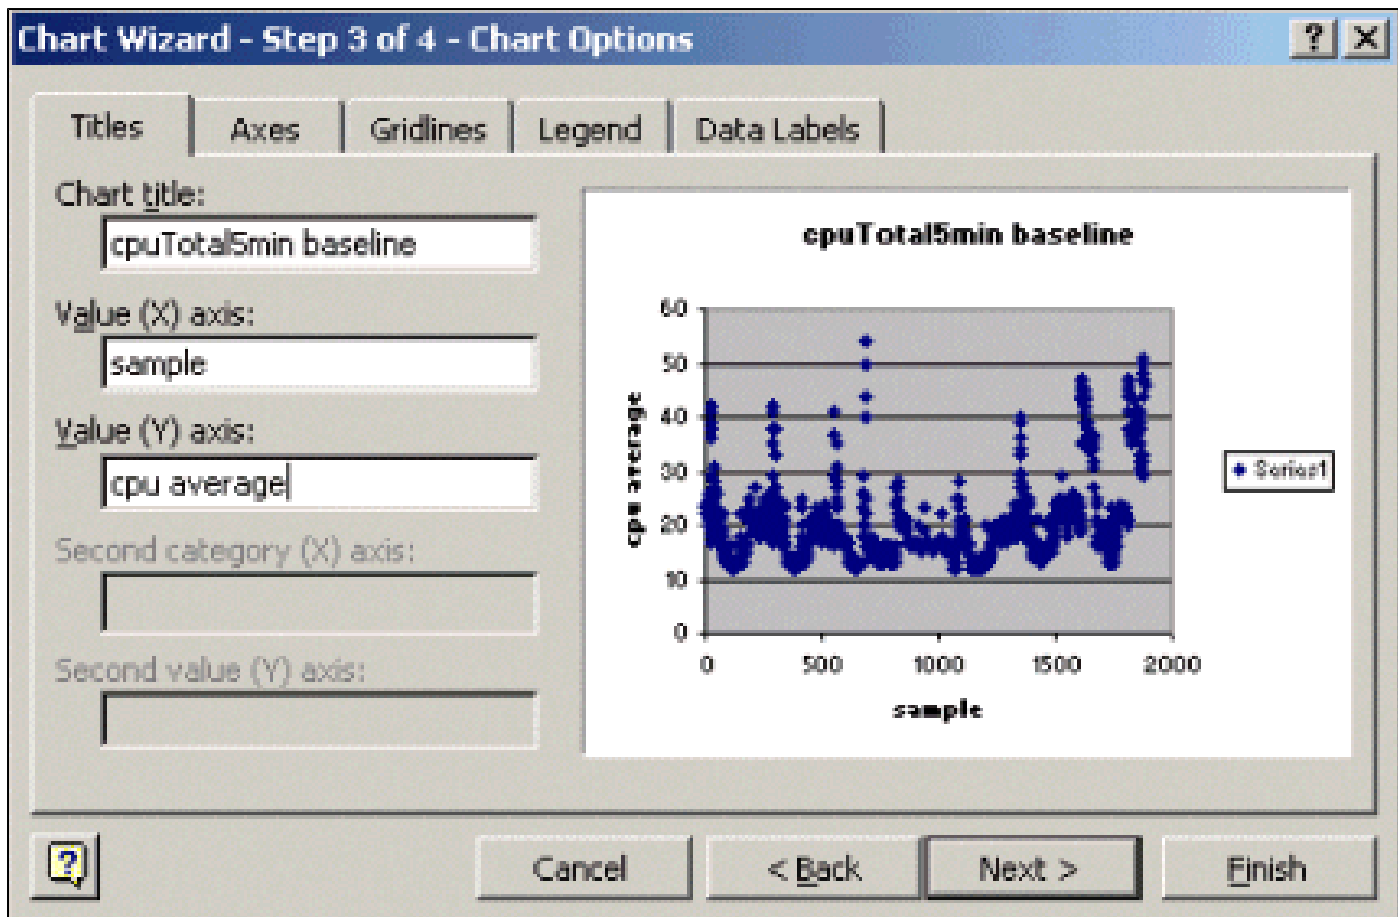 Chart Wizard - Step 3 of 4 - Chart Options
Titles Axes Gridlines Legend Data Labels
Chart title:
cpuTotal5min baseline
Value (X) axis:
sample
Value (Y) axis:
cpu average
Second category (X) axis:
Second value (Y) axis:
cpuTotal5min baseline
60
50
40
30
20
10
0
cpu average
0 500 1000 1500 2000
sample
Series1
Cancel < Back Next > Finish